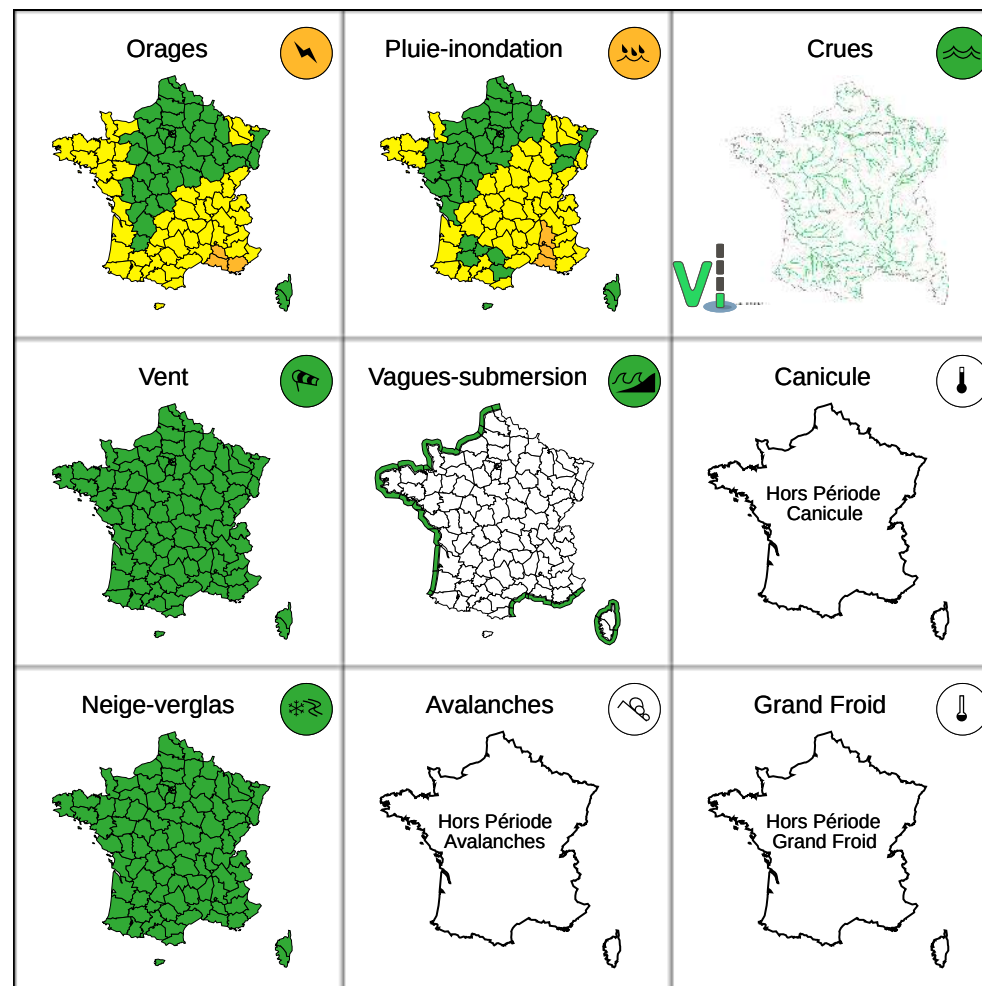 Orages
Pluie-inondation
Crues
Vent
Vagues-submersion
Canicule
Hors Période
Canicule
Neige-verglas
Avalanches
Grand Froid
Hors Période
Avalanches
Hors Période
Grand Froid